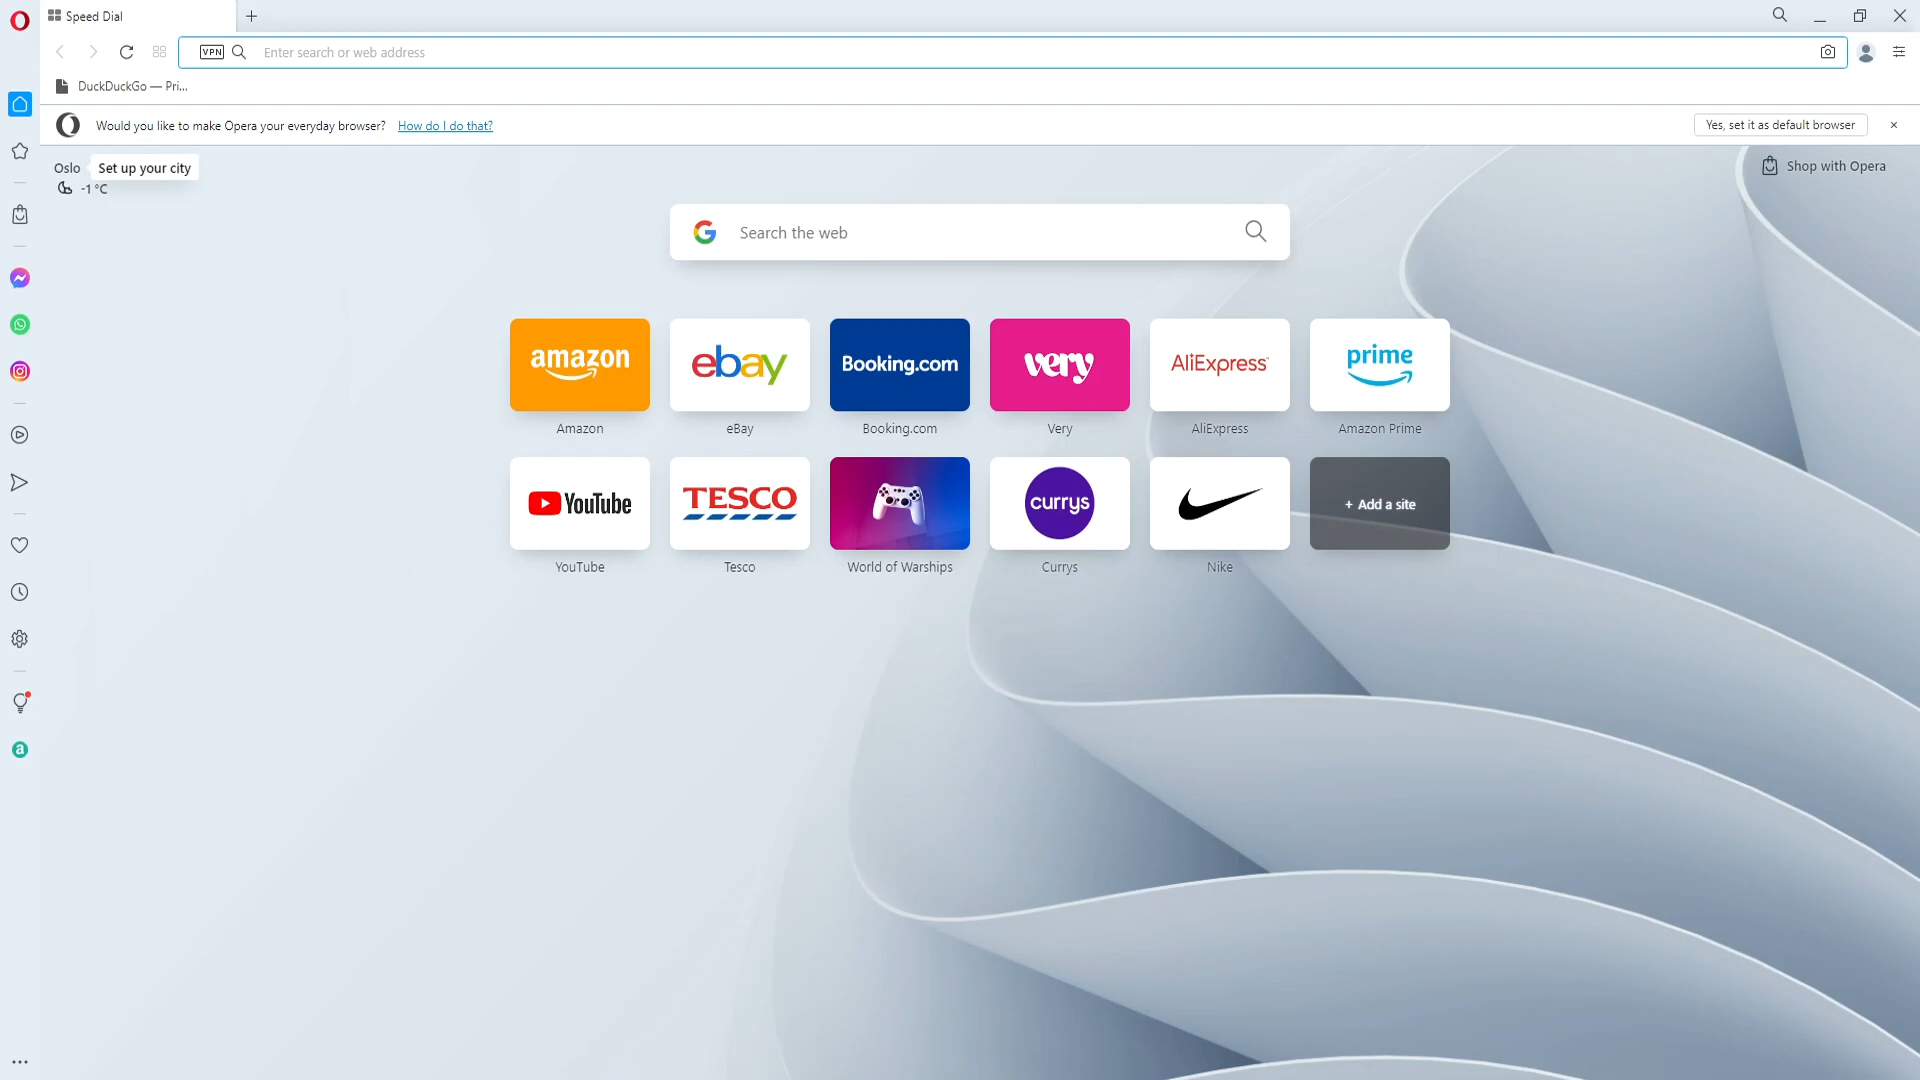 Speed Dial
VPN Enter search or web address
DuckDuckGo — Pri...
Would you like to make Opera your everyday browser? How do I do that? Yes, set it as default browser
Oslo Set up your city Shop with Opera
-1 °C
Search the web
amazon ebay Booking.com very AliExpress prime
Amazon eBay Booking.com Very AliExpress Amazon Prime
YouTube TESCO currys + Add a site
YouTube Tesco World of Warships Currys Nike
a